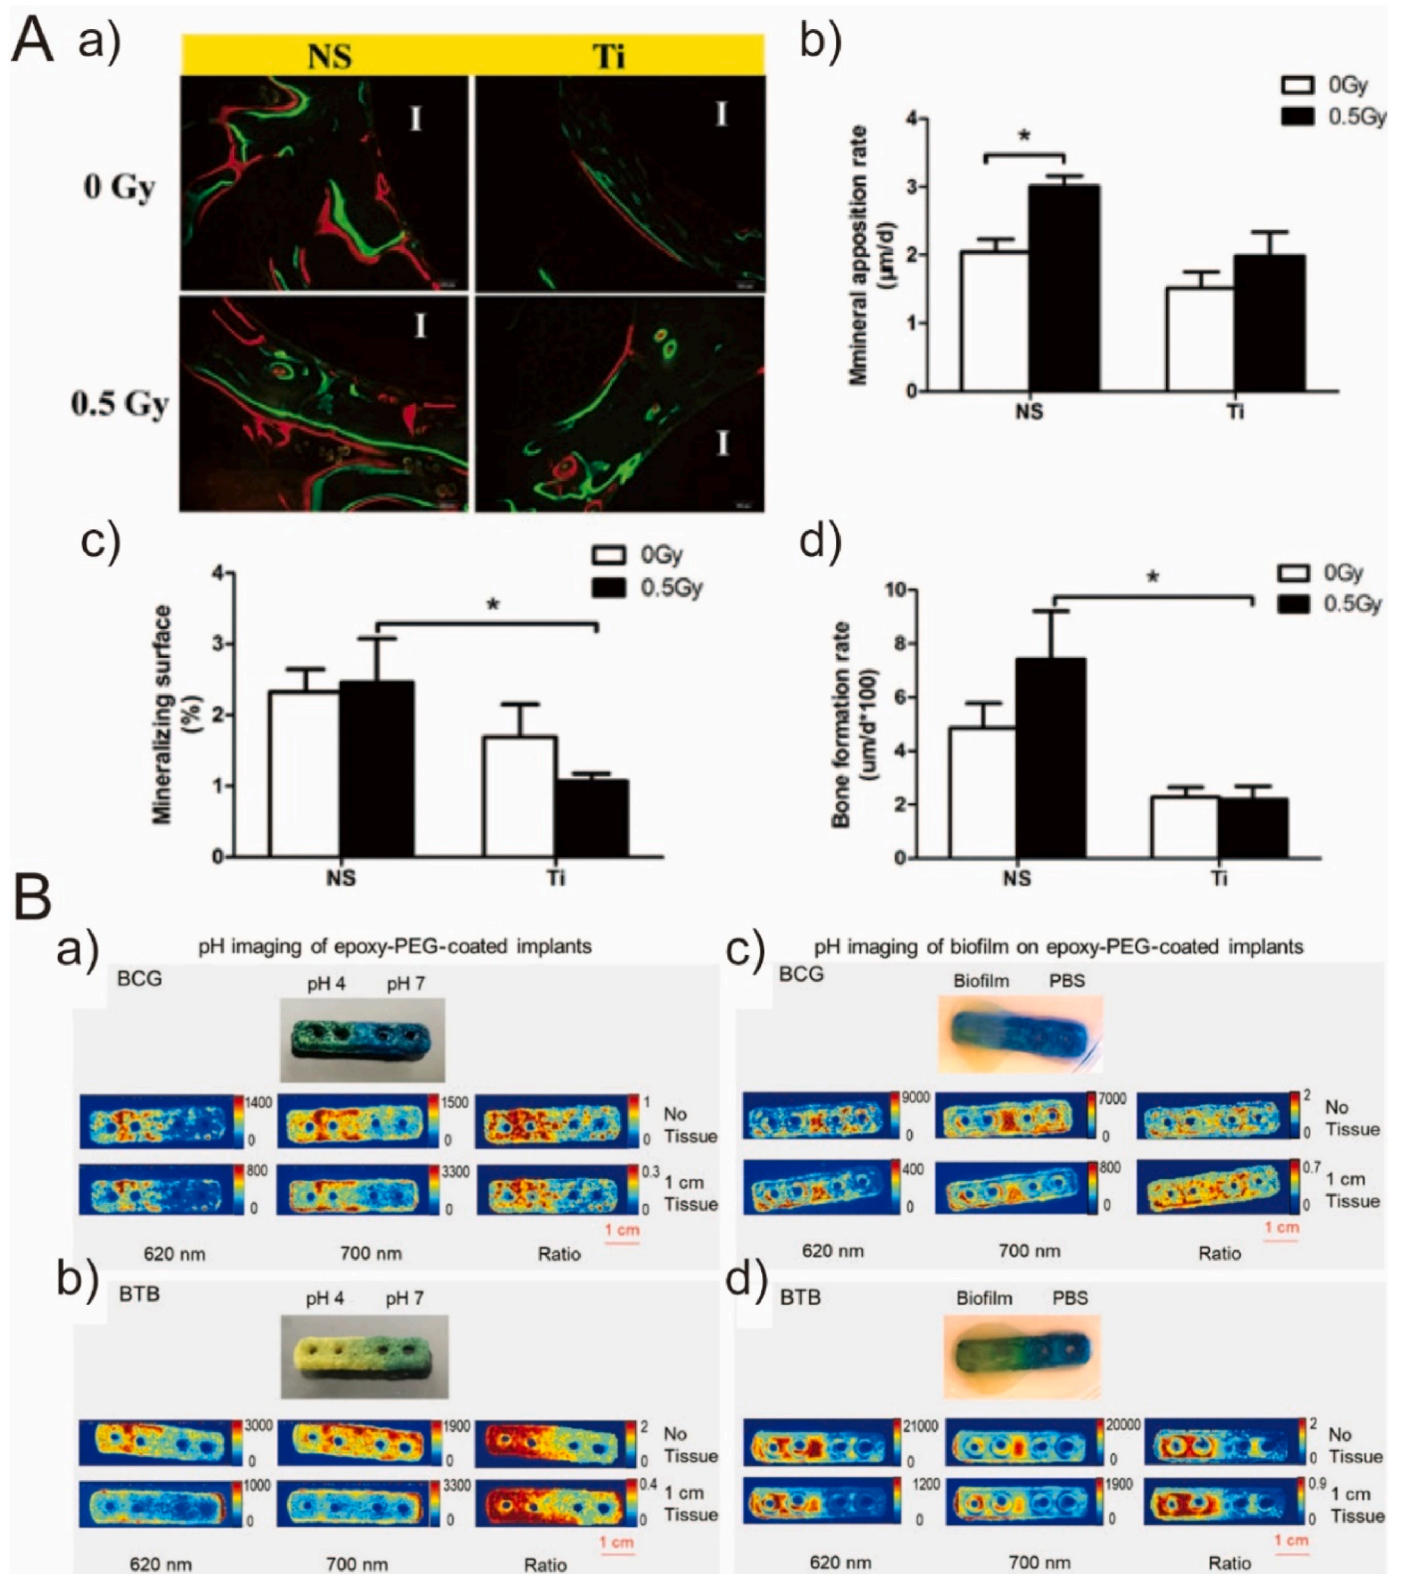 A a)
NS Ti
I I
0 Gy
I I
0.5 Gy
b)
0Gy
0.5Gy
Mmineral apposition rate
(μm/d)
4
3
2
1
0
*
NS Ti
c)
0Gy
0.5Gy
Mineralizing surface
(%)
4
3
2
1
0
*
NS Ti
d)
0Gy
0.5Gy
Bone formation rate
(um/d*100)
10
8
6
4
2
0
*
NS Ti
B
a) pH imaging of epoxy-PEG-coated implants
BCG
pH 4 pH 7
1400 1500 1
0 0 0
No
Tissue
800 3300 0.3
0 0 0
1 cm
Tissue
1 cm
620 nm 700 nm Ratio
b) BTB
pH 4 pH 7
3000 1900 2
0 0 0
No
Tissue
1000 3300 0.4
0 0 0
1 cm
Tissue
1 cm
620 nm 700 nm Ratio
c) pH imaging of biofilm on epoxy-PEG-coated implants
BCG
Biofilm PBS
9000 7000 2
0 0 0
No
Tissue
400 800 0.7
0 0 0
1 cm
Tissue
1 cm
620 nm 700 nm Ratio
d) BTB
Biofilm PBS
21000 20000 2
0 0 0
No
Tissue
1200 1900 0.9
0 0 0
1 cm
Tissue
1 cm
620 nm 700 nm Ratio